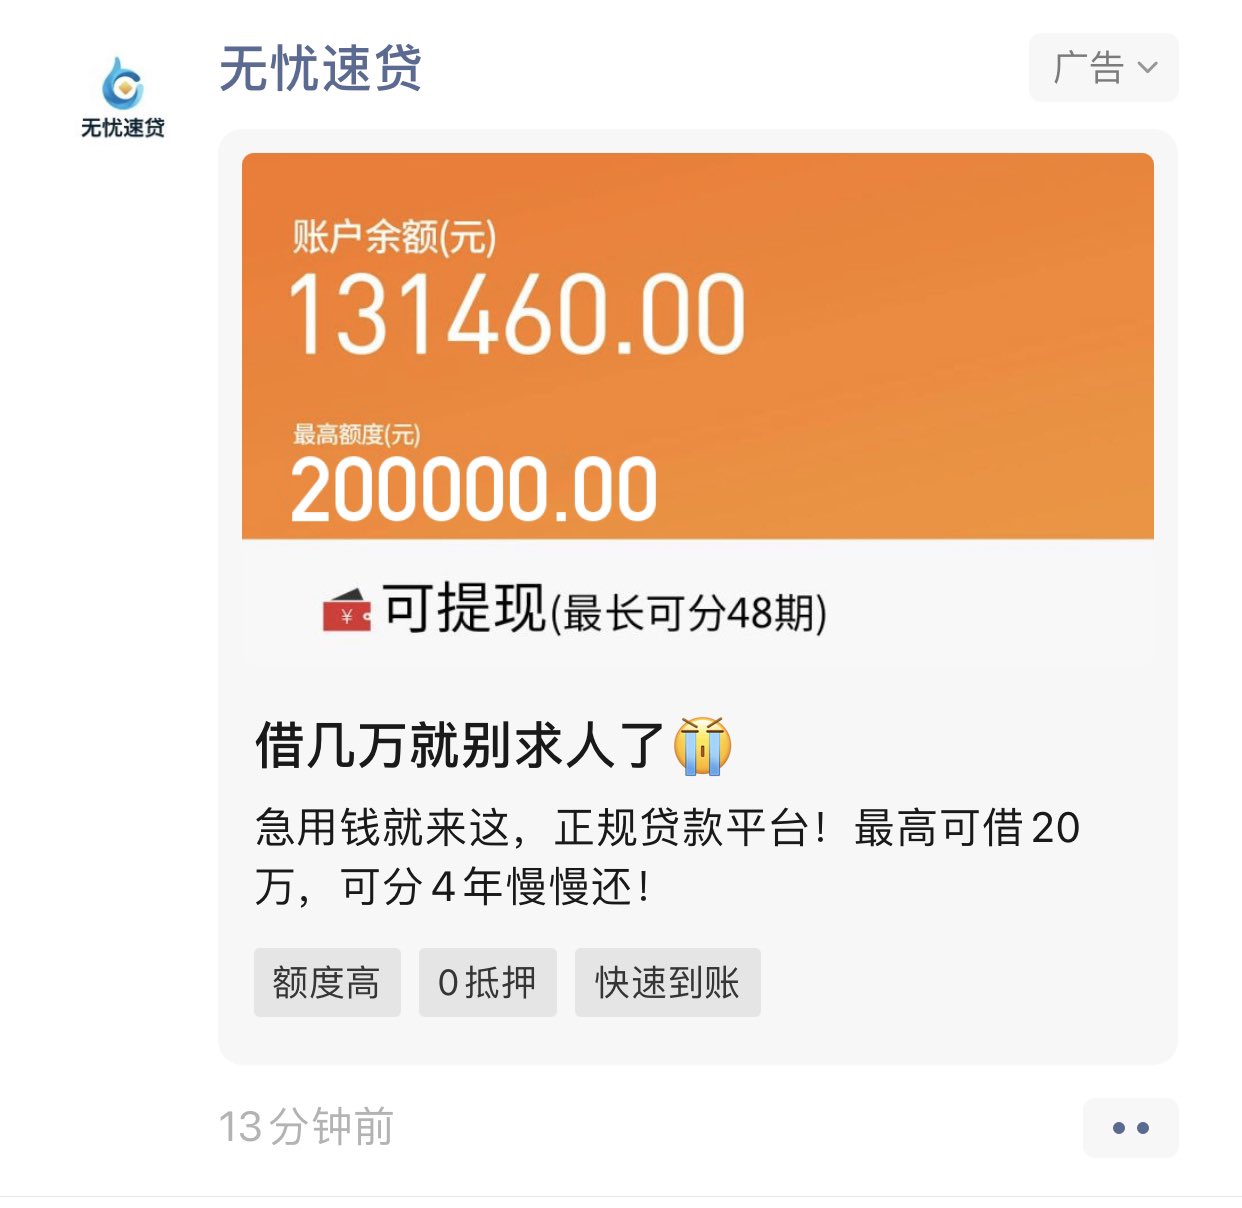 无忧速贷
广告
无忧速贷
账户余额(元)
131460.00
最高额度(元)
200000.00
¥ 可提现(最长可分48期)
借几万就别求人了😭
急用钱就来这，正规贷款平台！最高可借20
万，可分4年慢慢还！
额度高 0抵押 快速到账
13分钟前